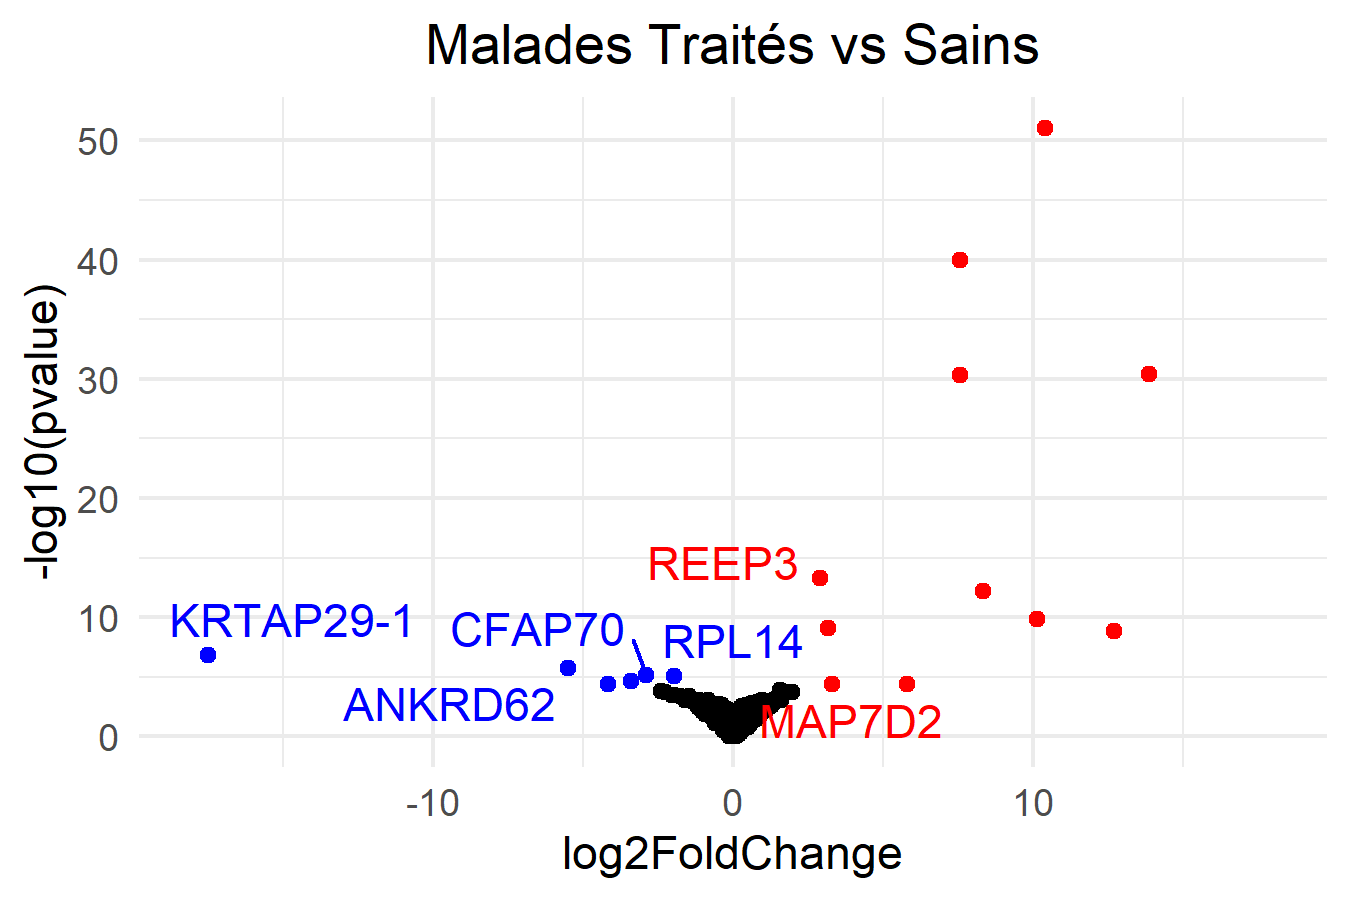 Malades Traités vs Sains
-log10(pvalue)
50
40
30
20
10
0
REEP3
KRTAP29-1
CFAP70
RPL14
ANKRD62
MAP7D2
-10
0
10
log2FoldChange